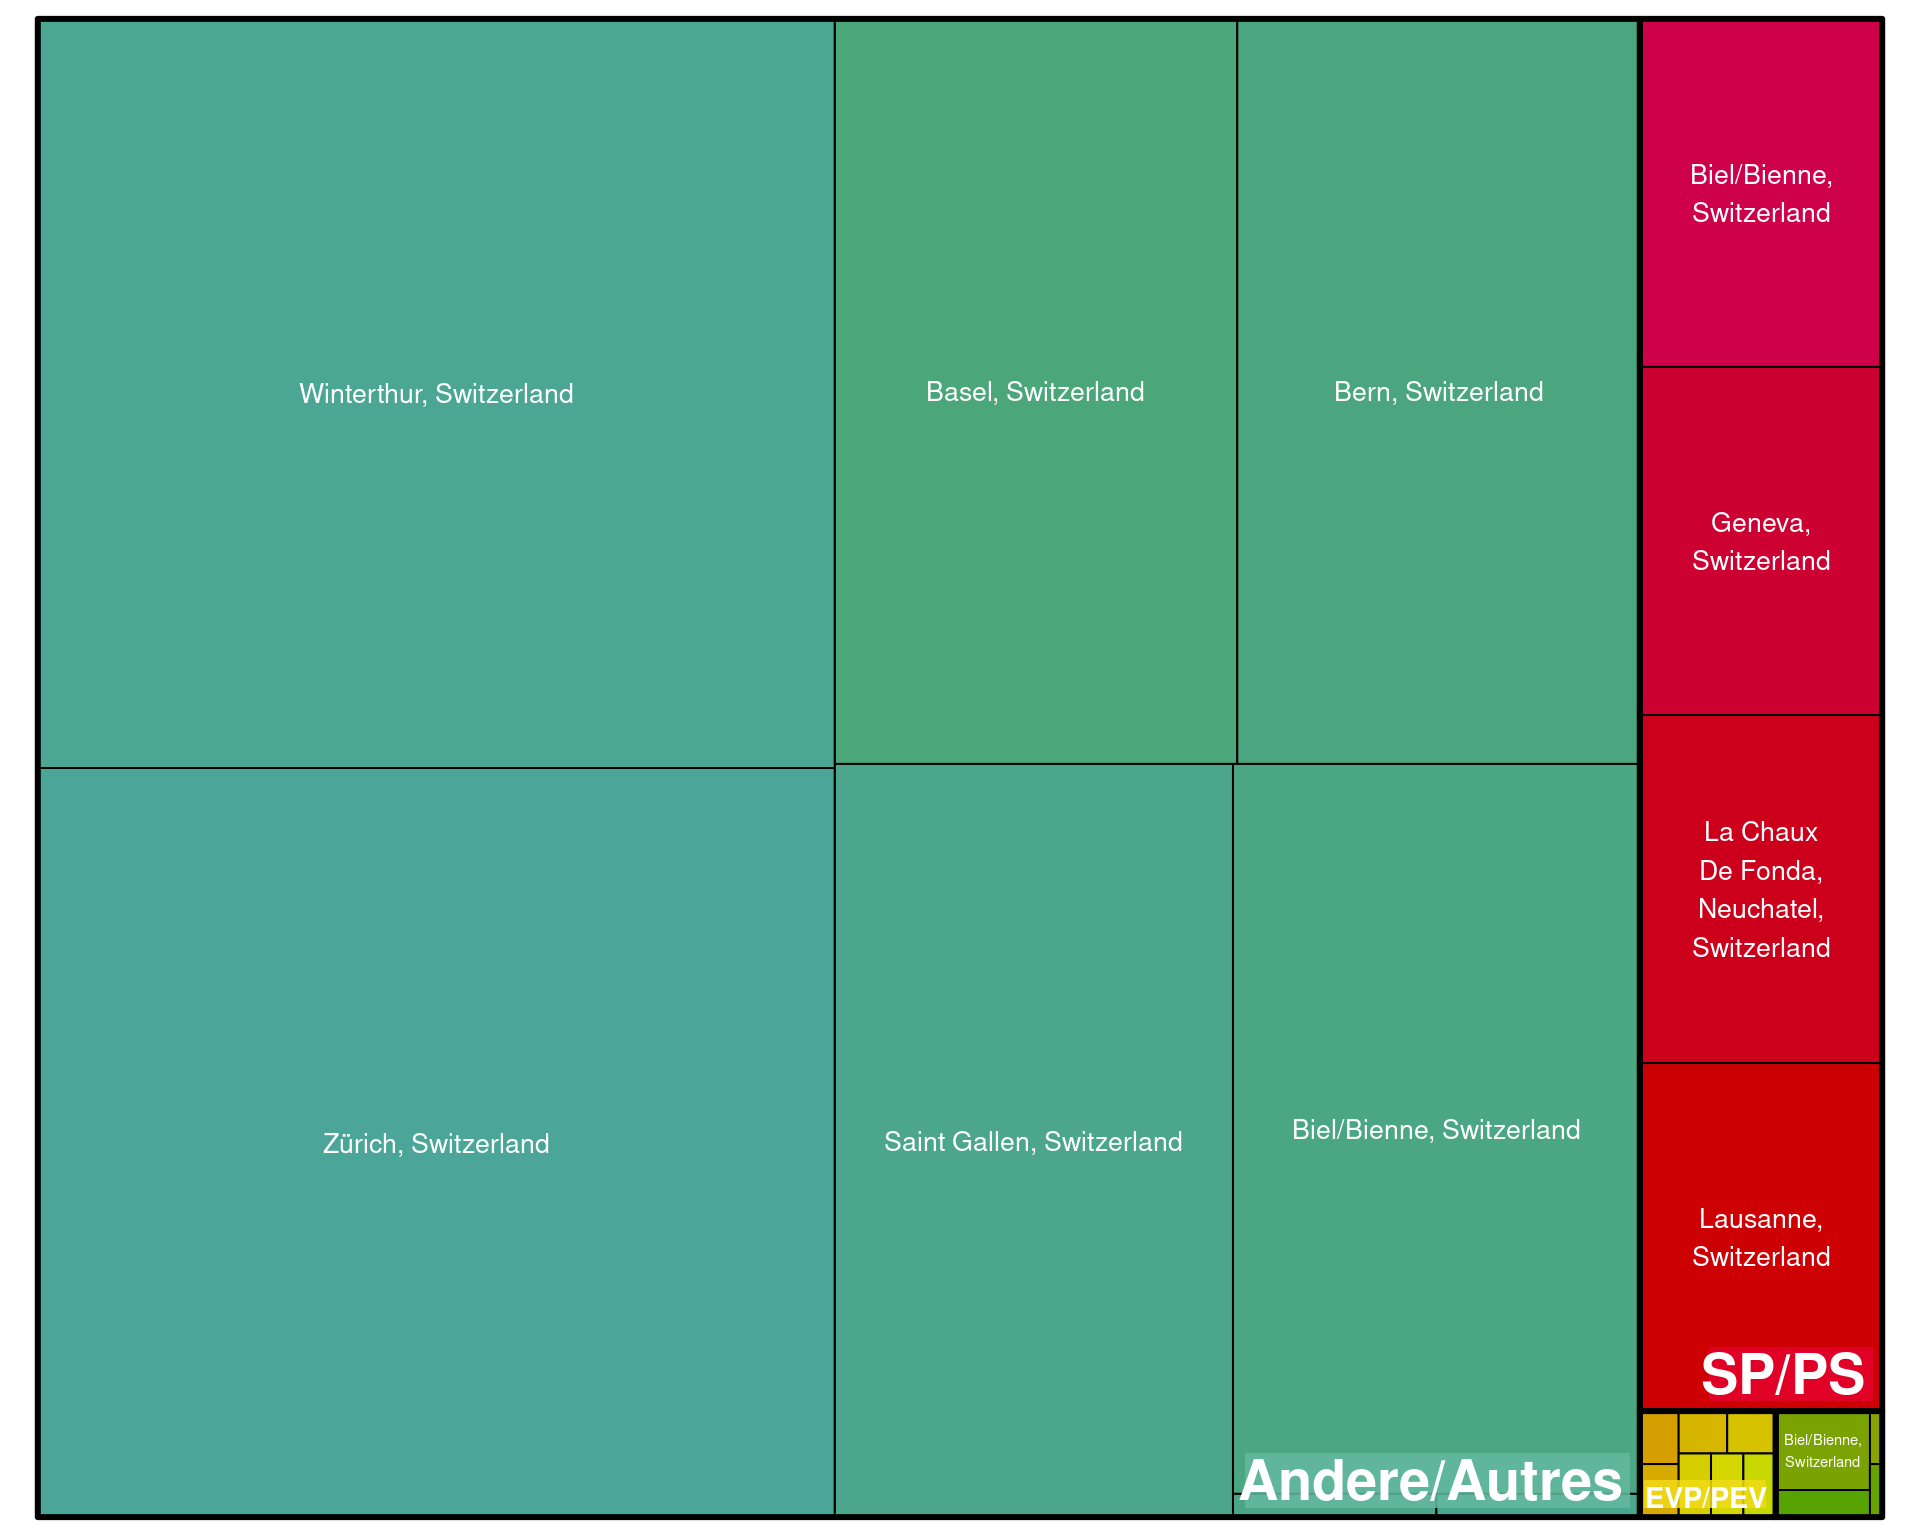 Winterthur, Switzerland
Basel, Switzerland
Bern, Switzerland
Biel/Bienne,
Switzerland
Geneva,
Switzerland
La Chaux
De Fonda,
Neuchatel,
Switzerland
Zürich, Switzerland
Saint Gallen, Switzerland
Biel/Bienne, Switzerland
Lausanne,
Switzerland
SP/PS
Andere/Autres
EVP/PEV
Biel/Bienne,
Switzerland